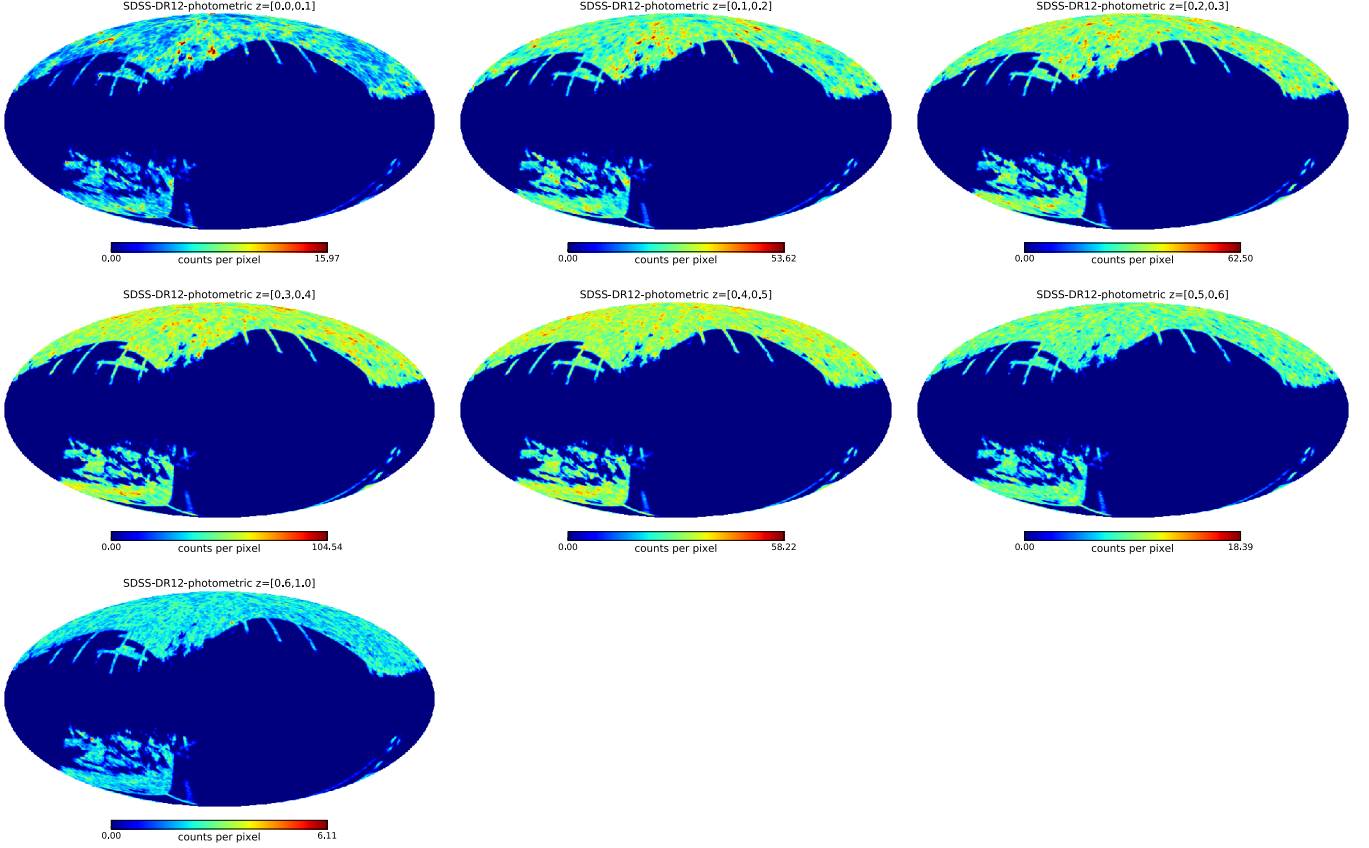 SDSS-DR12-photometric z=[0.0,0.1]
SDSS-DR12-photometric z=[0.1,0.2]
SDSS-DR12-photometric z=[0.2,0.3]
0.00 counts per pixel 15.97
0.00 counts per pixel 53.62
0.00 counts per pixel 62.50
SDSS-DR12-photometric z=[0.3,0.4]
SDSS-DR12-photometric z=[0.4,0.5]
SDSS-DR12-photometric z=[0.5,0.6]
0.00 counts per pixel 104.54
0.00 counts per pixel 58.22
0.00 counts per pixel 18.39
SDSS-DR12-photometric z=[0.6,1.0]
0.00 counts per pixel 6.11